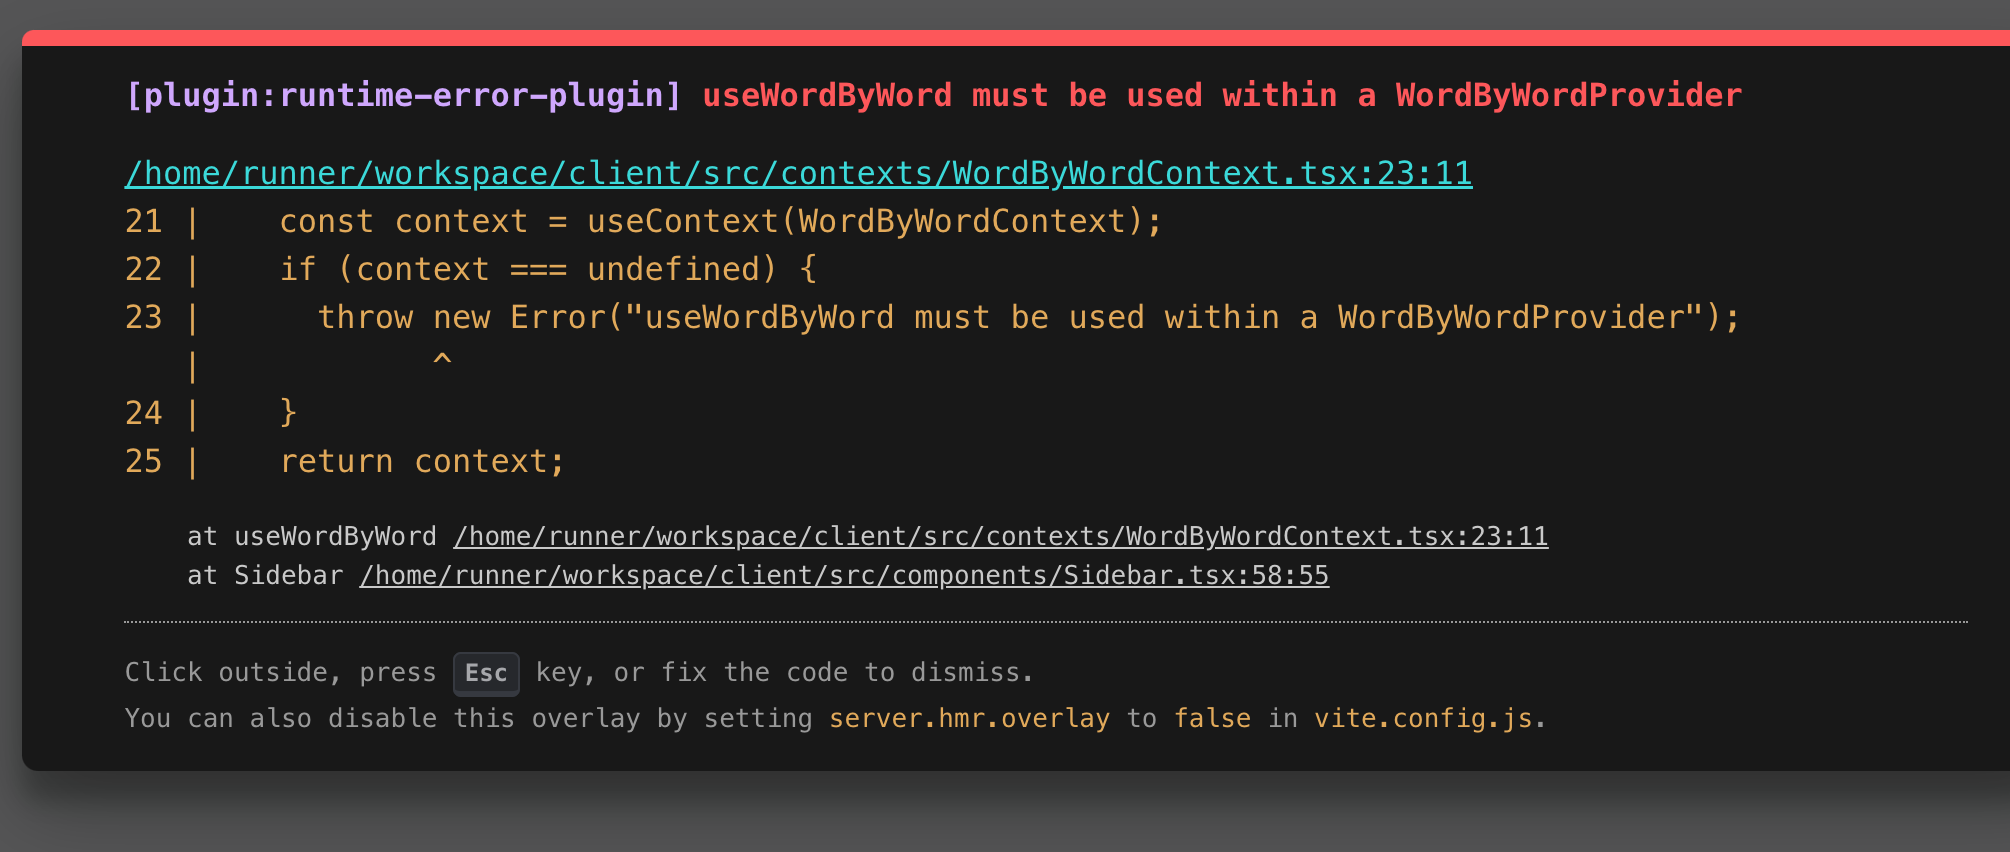 [plugin:runtime-error-plugin] useWordByWord must be used within a WordByWordProvider
/home/runner/workspace/client/src/contexts/WordByWordContext.tsx:23:11
21 |    const context = useContext(WordByWordContext);
22 |    if (context === undefined) {
23 |      throw new Error("useWordByWord must be used within a WordByWordProvider");
   |            ^
24 |    }
25 |    return context;
    at useWordByWord /home/runner/workspace/client/src/contexts/WordByWordContext.tsx:23:11
    at Sidebar /home/runner/workspace/client/src/components/Sidebar.tsx:58:55
Click outside, press Esc key, or fix the code to dismiss.
You can also disable this overlay by setting server.hmr.overlay to false in vite.config.js.